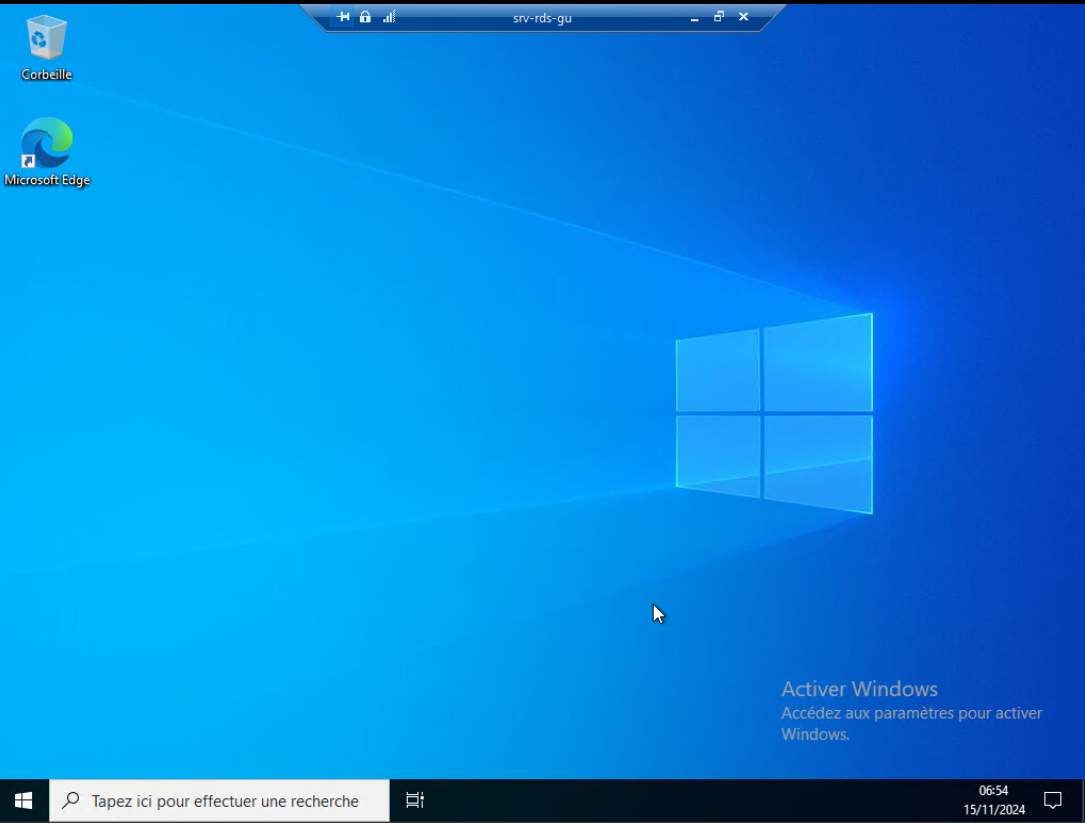 srv-rds-gu
Corbeille
Microsoft Edge
Activer Windows
Accédez aux paramètres pour activer
Windows.
Tapez ici pour effectuer une recherche
06:54
15/11/2024